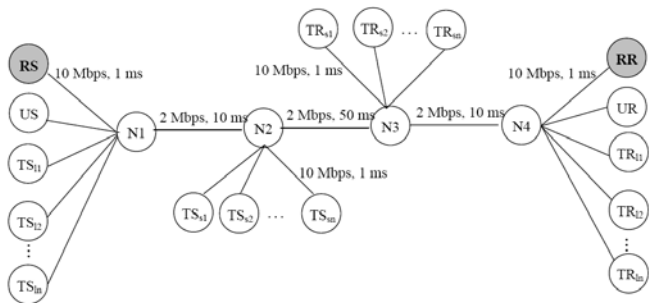 TRs1 TRs2 ... TRsn
RS RR
10 Mbps, 1 ms 10 Mbps, 1 ms 10 Mbps, 1 ms
US UR
2 Mbps, 10 ms 2 Mbps, 50 ms 2 Mbps, 10 ms
N1 N2 N3 N4
TSl1 TRl1
10 Mbps, 1 ms
TSl2 TSs1 TSs2 ... TSsn TRl2
TSln TRln